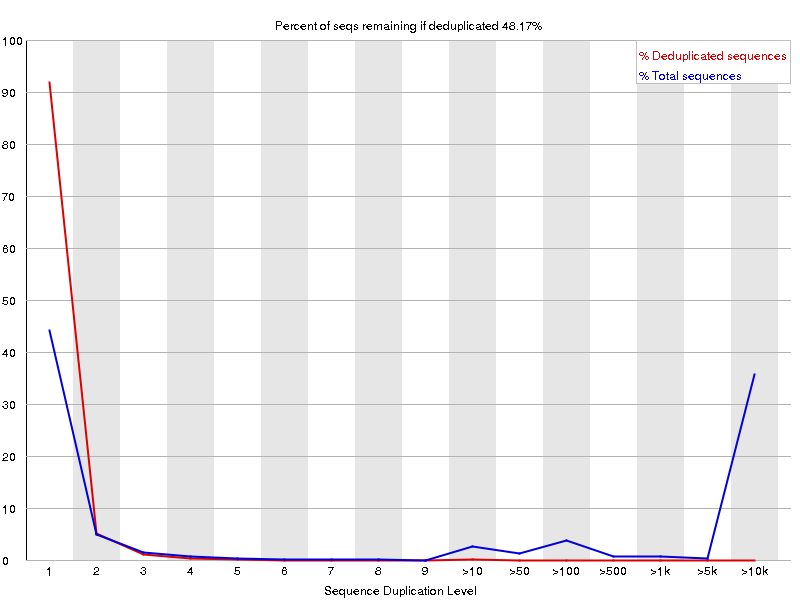 Percent of seqs remaining if deduplicated 48.17%
% Deduplicated sequences
% Total sequences
100
90
80
70
60
50
40
30
20
10
0
1 2 3 4 5 6 7 8 9 >10 >50 >100 >500 >1k >5k >10k
Sequence Duplication Level